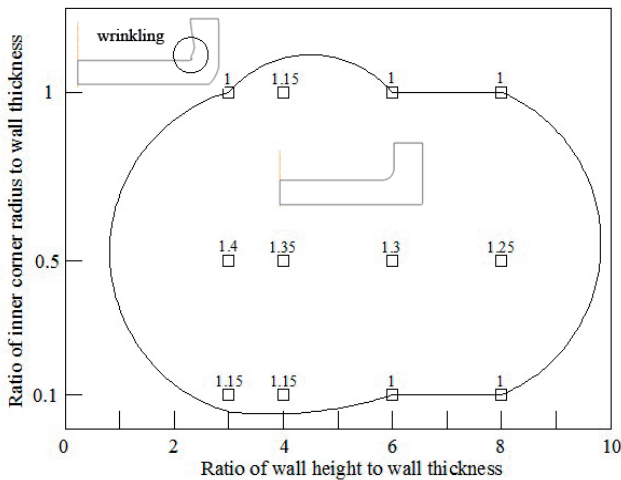 wrinkling
1 1.15 1 1
1
1.4 1.35 1.3 1.25
0.5
1.15 1.15 1 1
0.1
0 2 4 6 8 10
Ratio of wall height to wall thickness
Ratio of inner corner radius to wall thickness